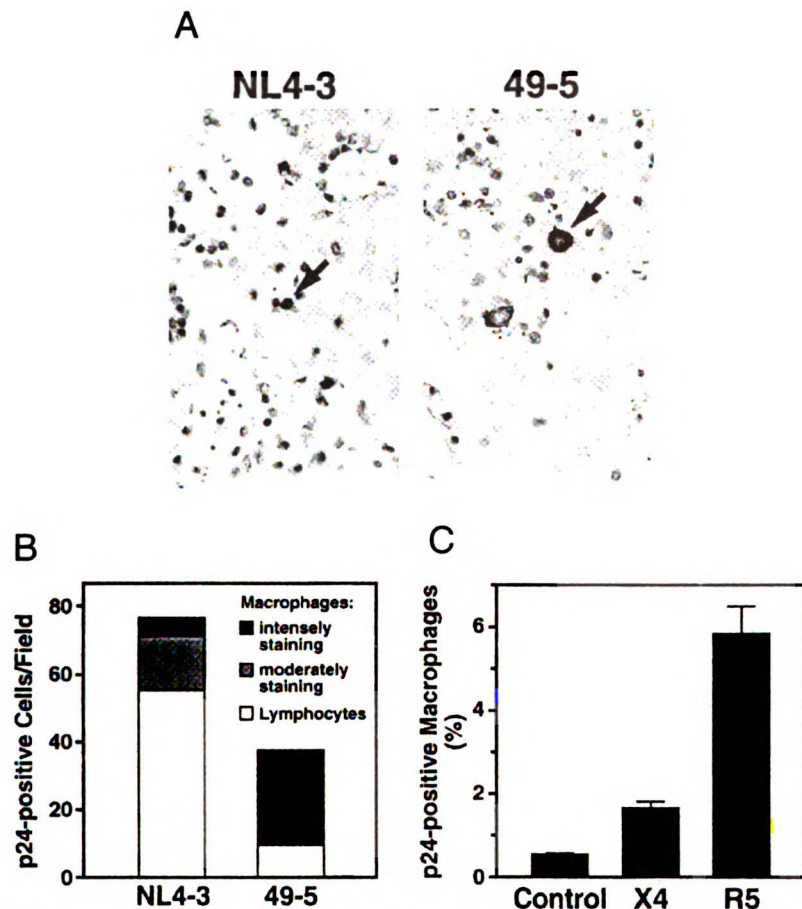 A
NL4-3
49-5
B
p24-positive Cells/Field
80
60
40
20
0
Macrophages:
intensely
staining
moderately
staining
Lymphocytes
NL4-3
49-5
C
p24-positive Macrophages
(%)
6
4
2
0
Control
X4
R5